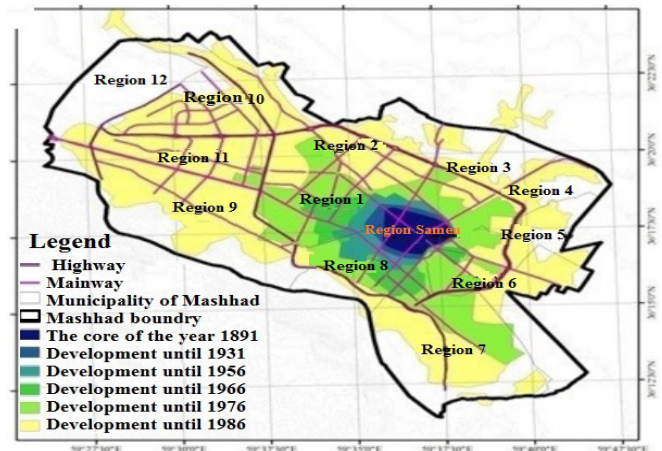 Region 12
Region 10
Region 2
Region 3
Region 11
Region 4
Region 1
Region 9
Region Samen
Region 5
Region 8
Region 6
Region 7
Legend
Highway
Mainway
Municipality of Mashhad
Mashhad boundry
The core of the year 1891
Development until 1931
Development until 1956
Development until 1966
Development until 1976
Development until 1986